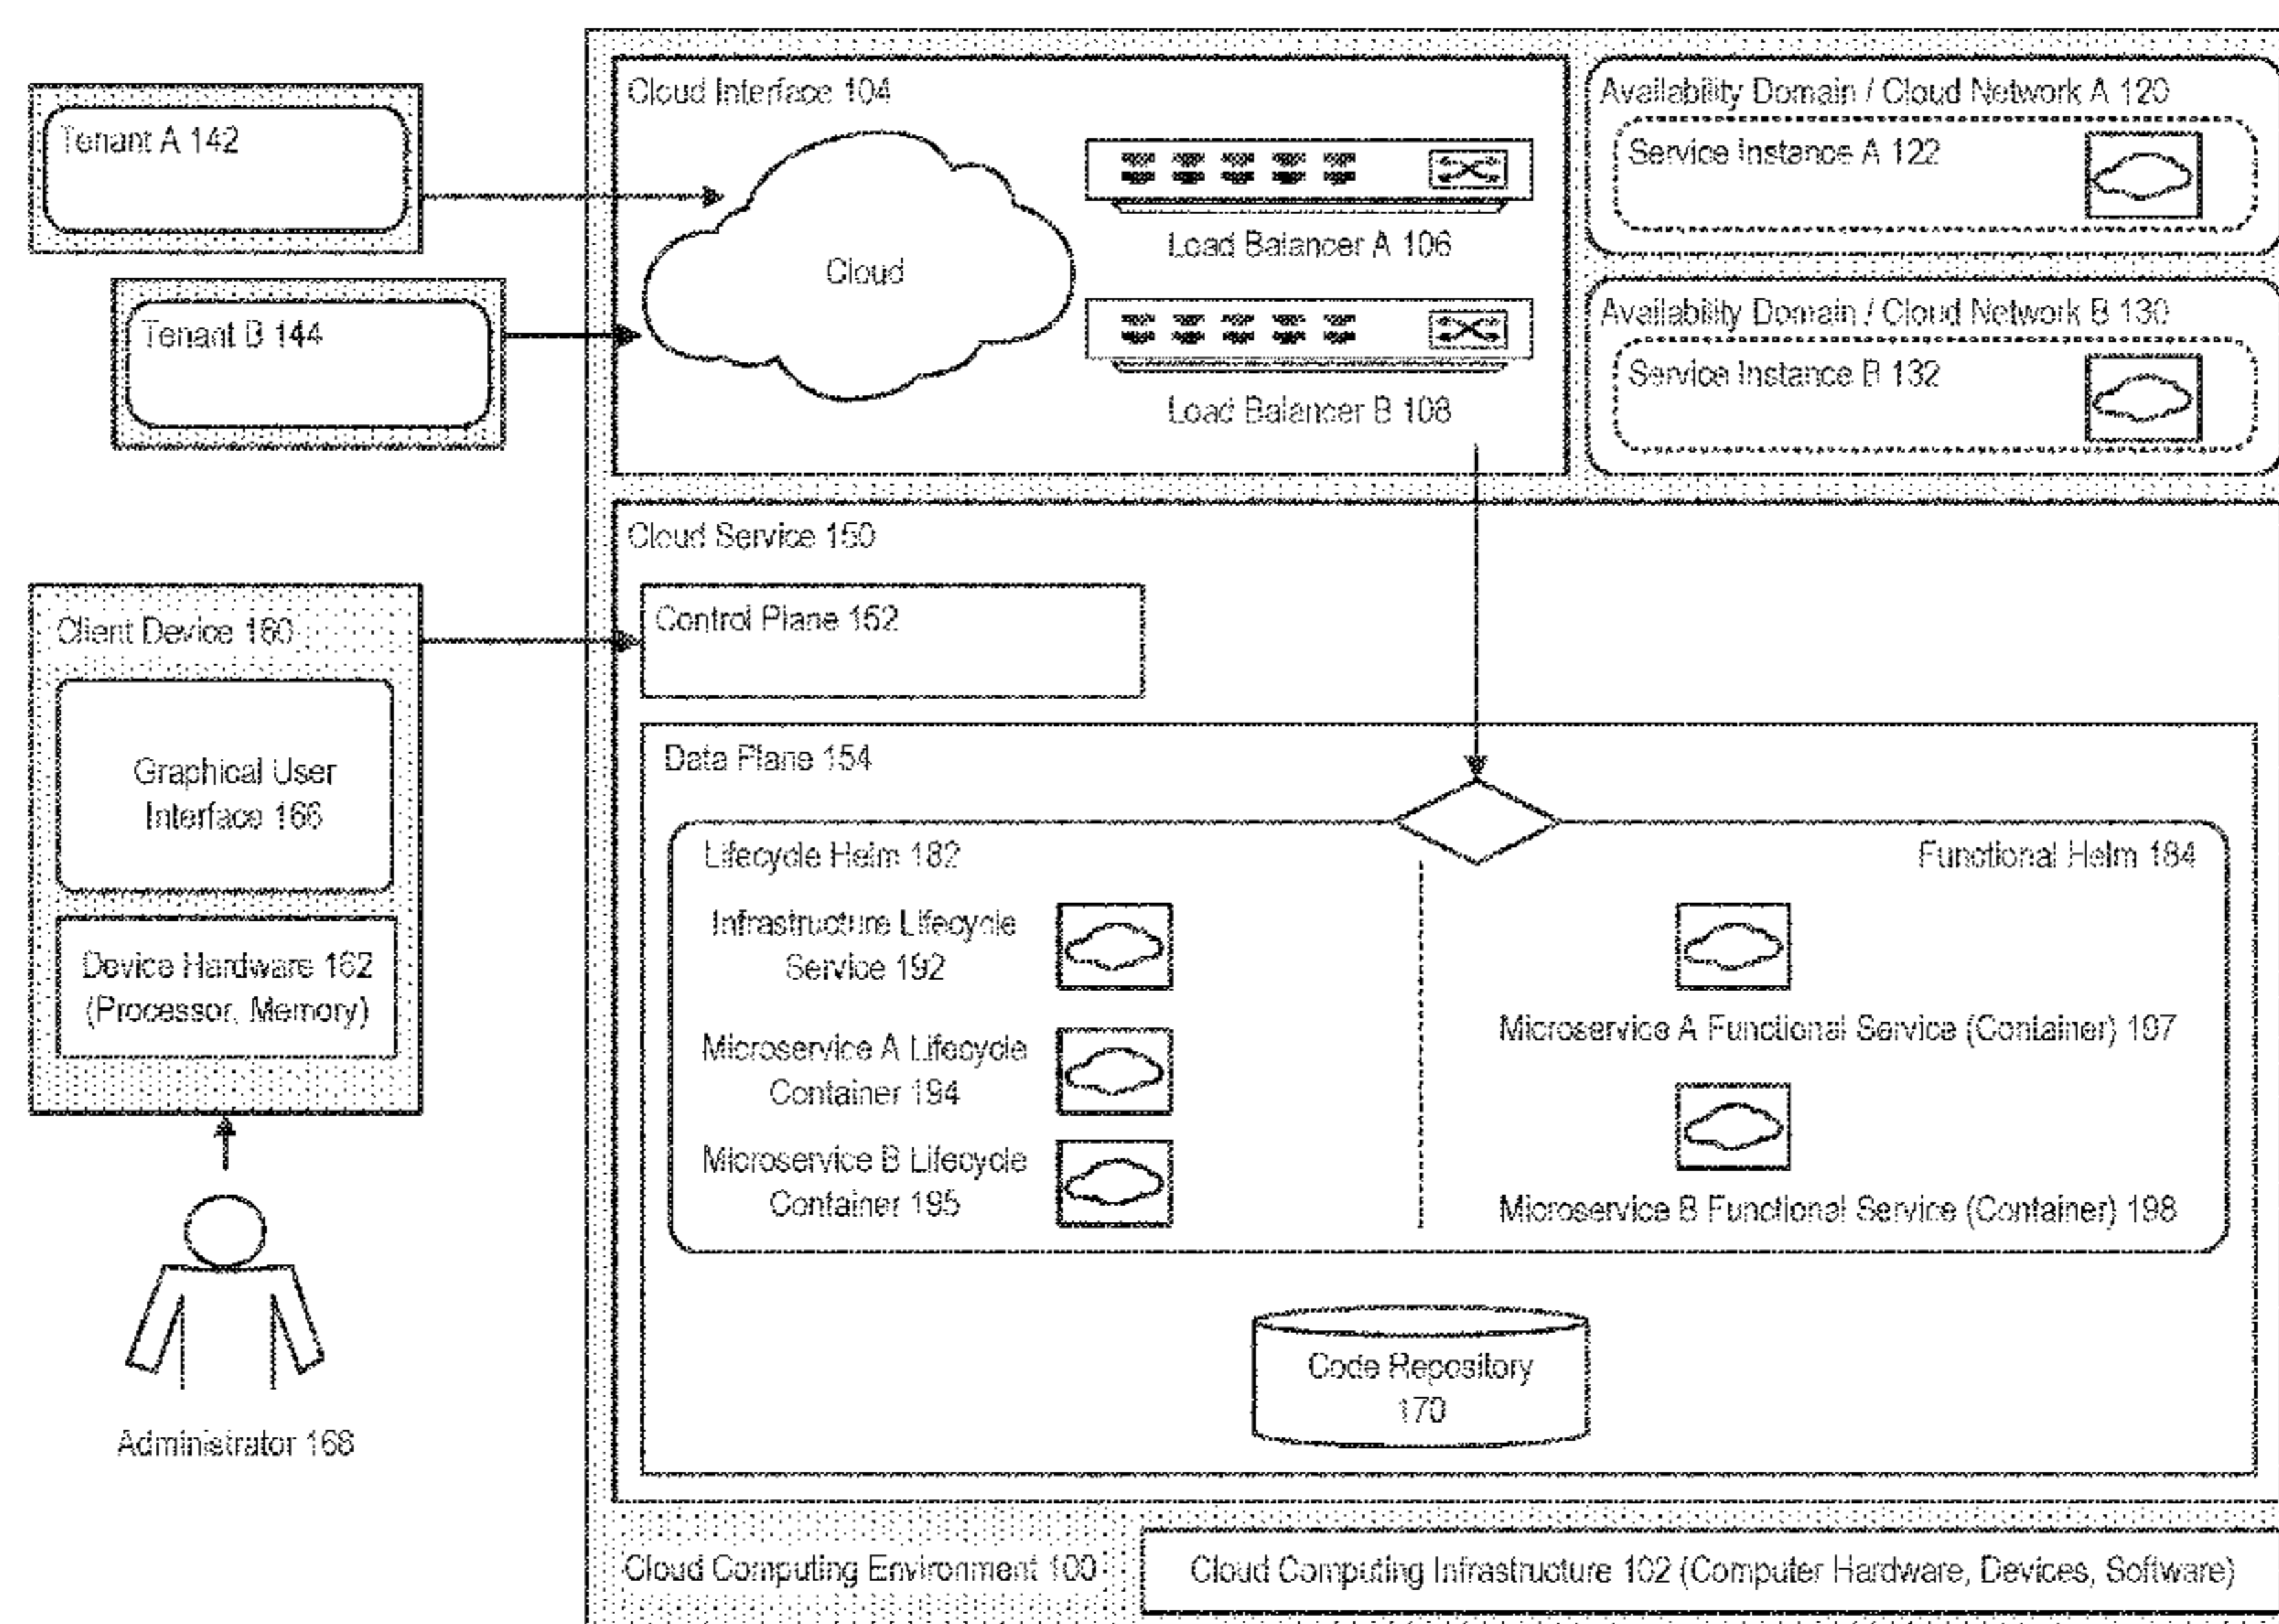 Cloud Interface 104
Availability Domain / Cloud Network A 120
Tenant A 142
Service Instance A 122
Load Balancer A 106
Cloud
Availability Domain / Cloud Network B 130
Tenant B 144
Service Instance B 132
Load Balancer B 108
Cloud Service 150
Control Plane 152
Client Device 160
Graphical User
Interface 166
Device Hardware 162
(Processor, Memory)
Administrator 168
Data Plane 154
Lifecycle Helm 182
Functional Helm 184
Infrastructure Lifecycle
Service 192
Microservice A Lifecycle
Container 194
Microservice B Lifecycle
Container 195
Microservice A Functional Service (Container) 197
Microservice B Functional Service (Container) 198
Code Repository
170
Cloud Computing Environment 100
Cloud Computing Infrastructure 102 (Computer Hardware, Devices, Software)